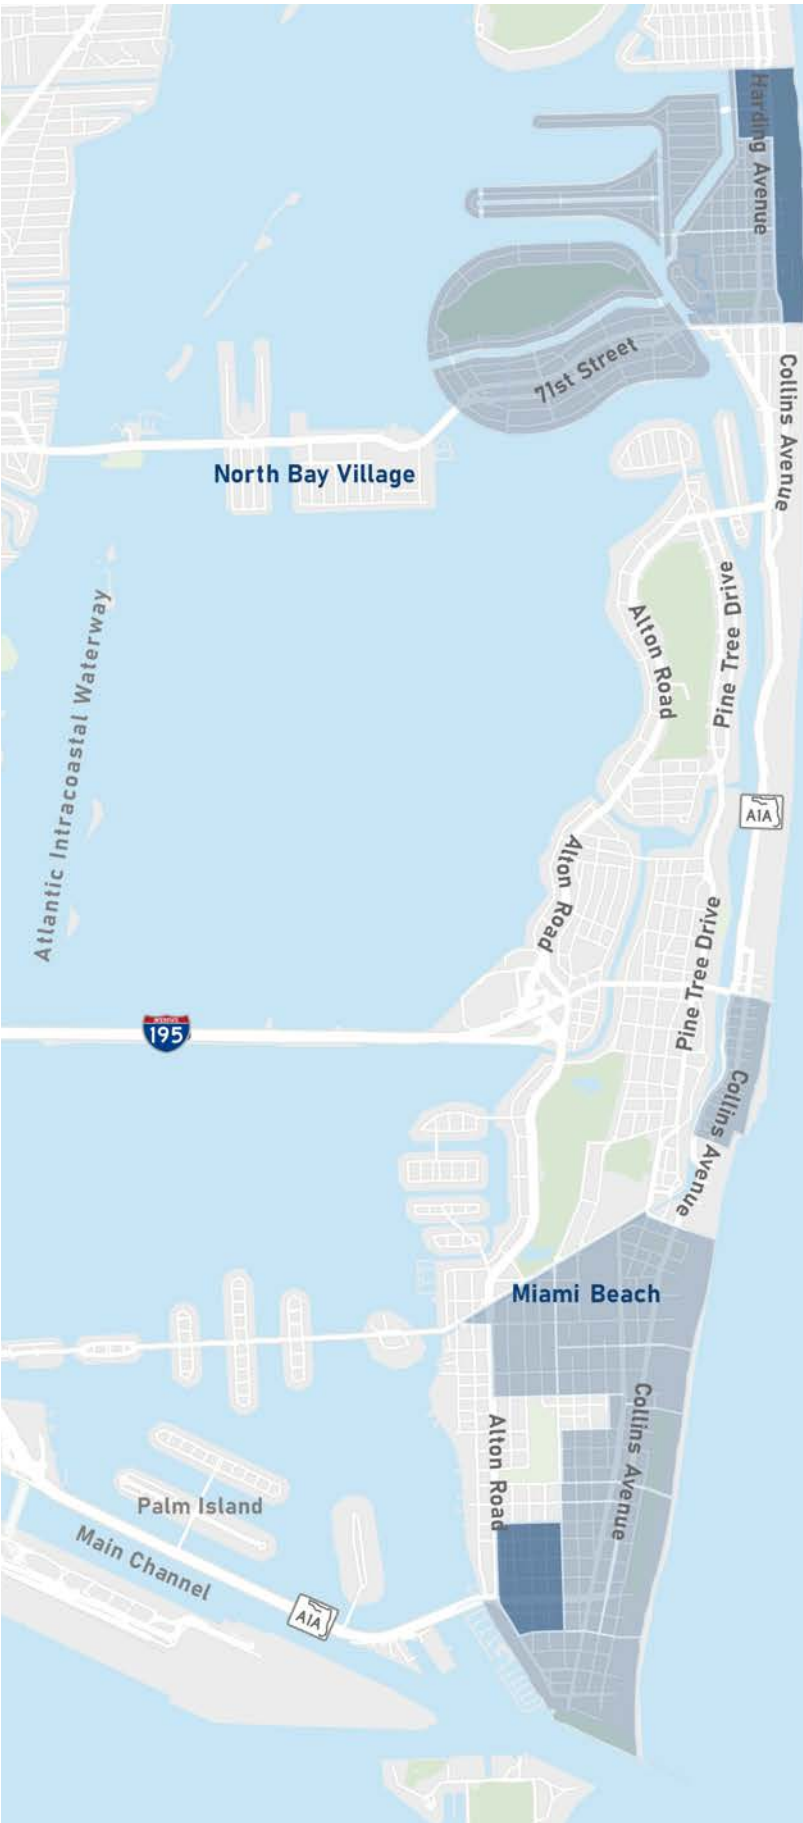 Harding Avenue
71st Street
Collins Avenue
North Bay Village
Atlantic Intracoastal Waterway
Alton Road
Pine Tree Drive
A1A
Alton Road
Pine Tree Drive
195
Collins Avenue
Miami Beach
Collins Avenue
Alton Road
Palm Island
Main Channel
A1A